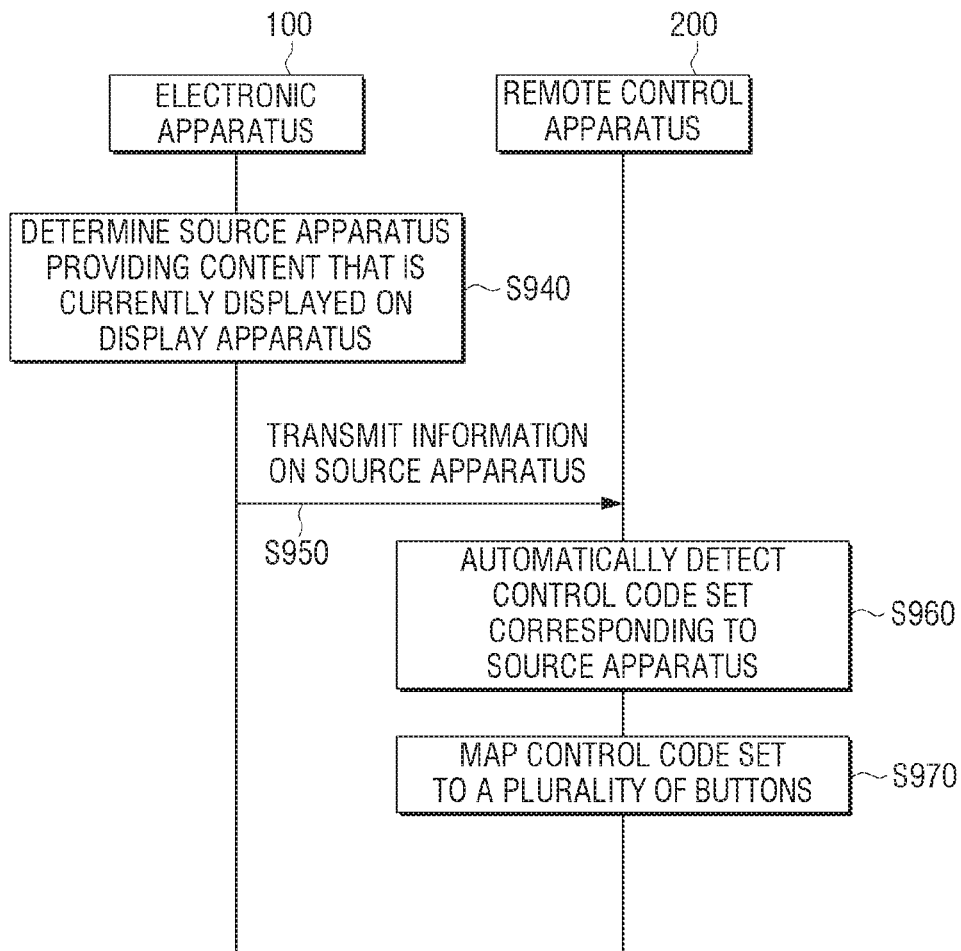 100
200
ELECTRONIC
APPARATUS
REMOTE CONTROL
APPARATUS
DETERMINE SOURCE APPARATUS
PROVIDING CONTENT THAT IS
CURRENTLY DISPLAYED ON
DISPLAY APPARATUS
S940
TRANSMIT INFORMATION
ON SOURCE APPARATUS
S950
AUTOMATICALLY DETECT
CONTROL CODE SET
CORRESPONDING TO
SOURCE APPARATUS
S960
MAP CONTROL CODE SET
TO A PLURALITY OF BUTTONS
S970